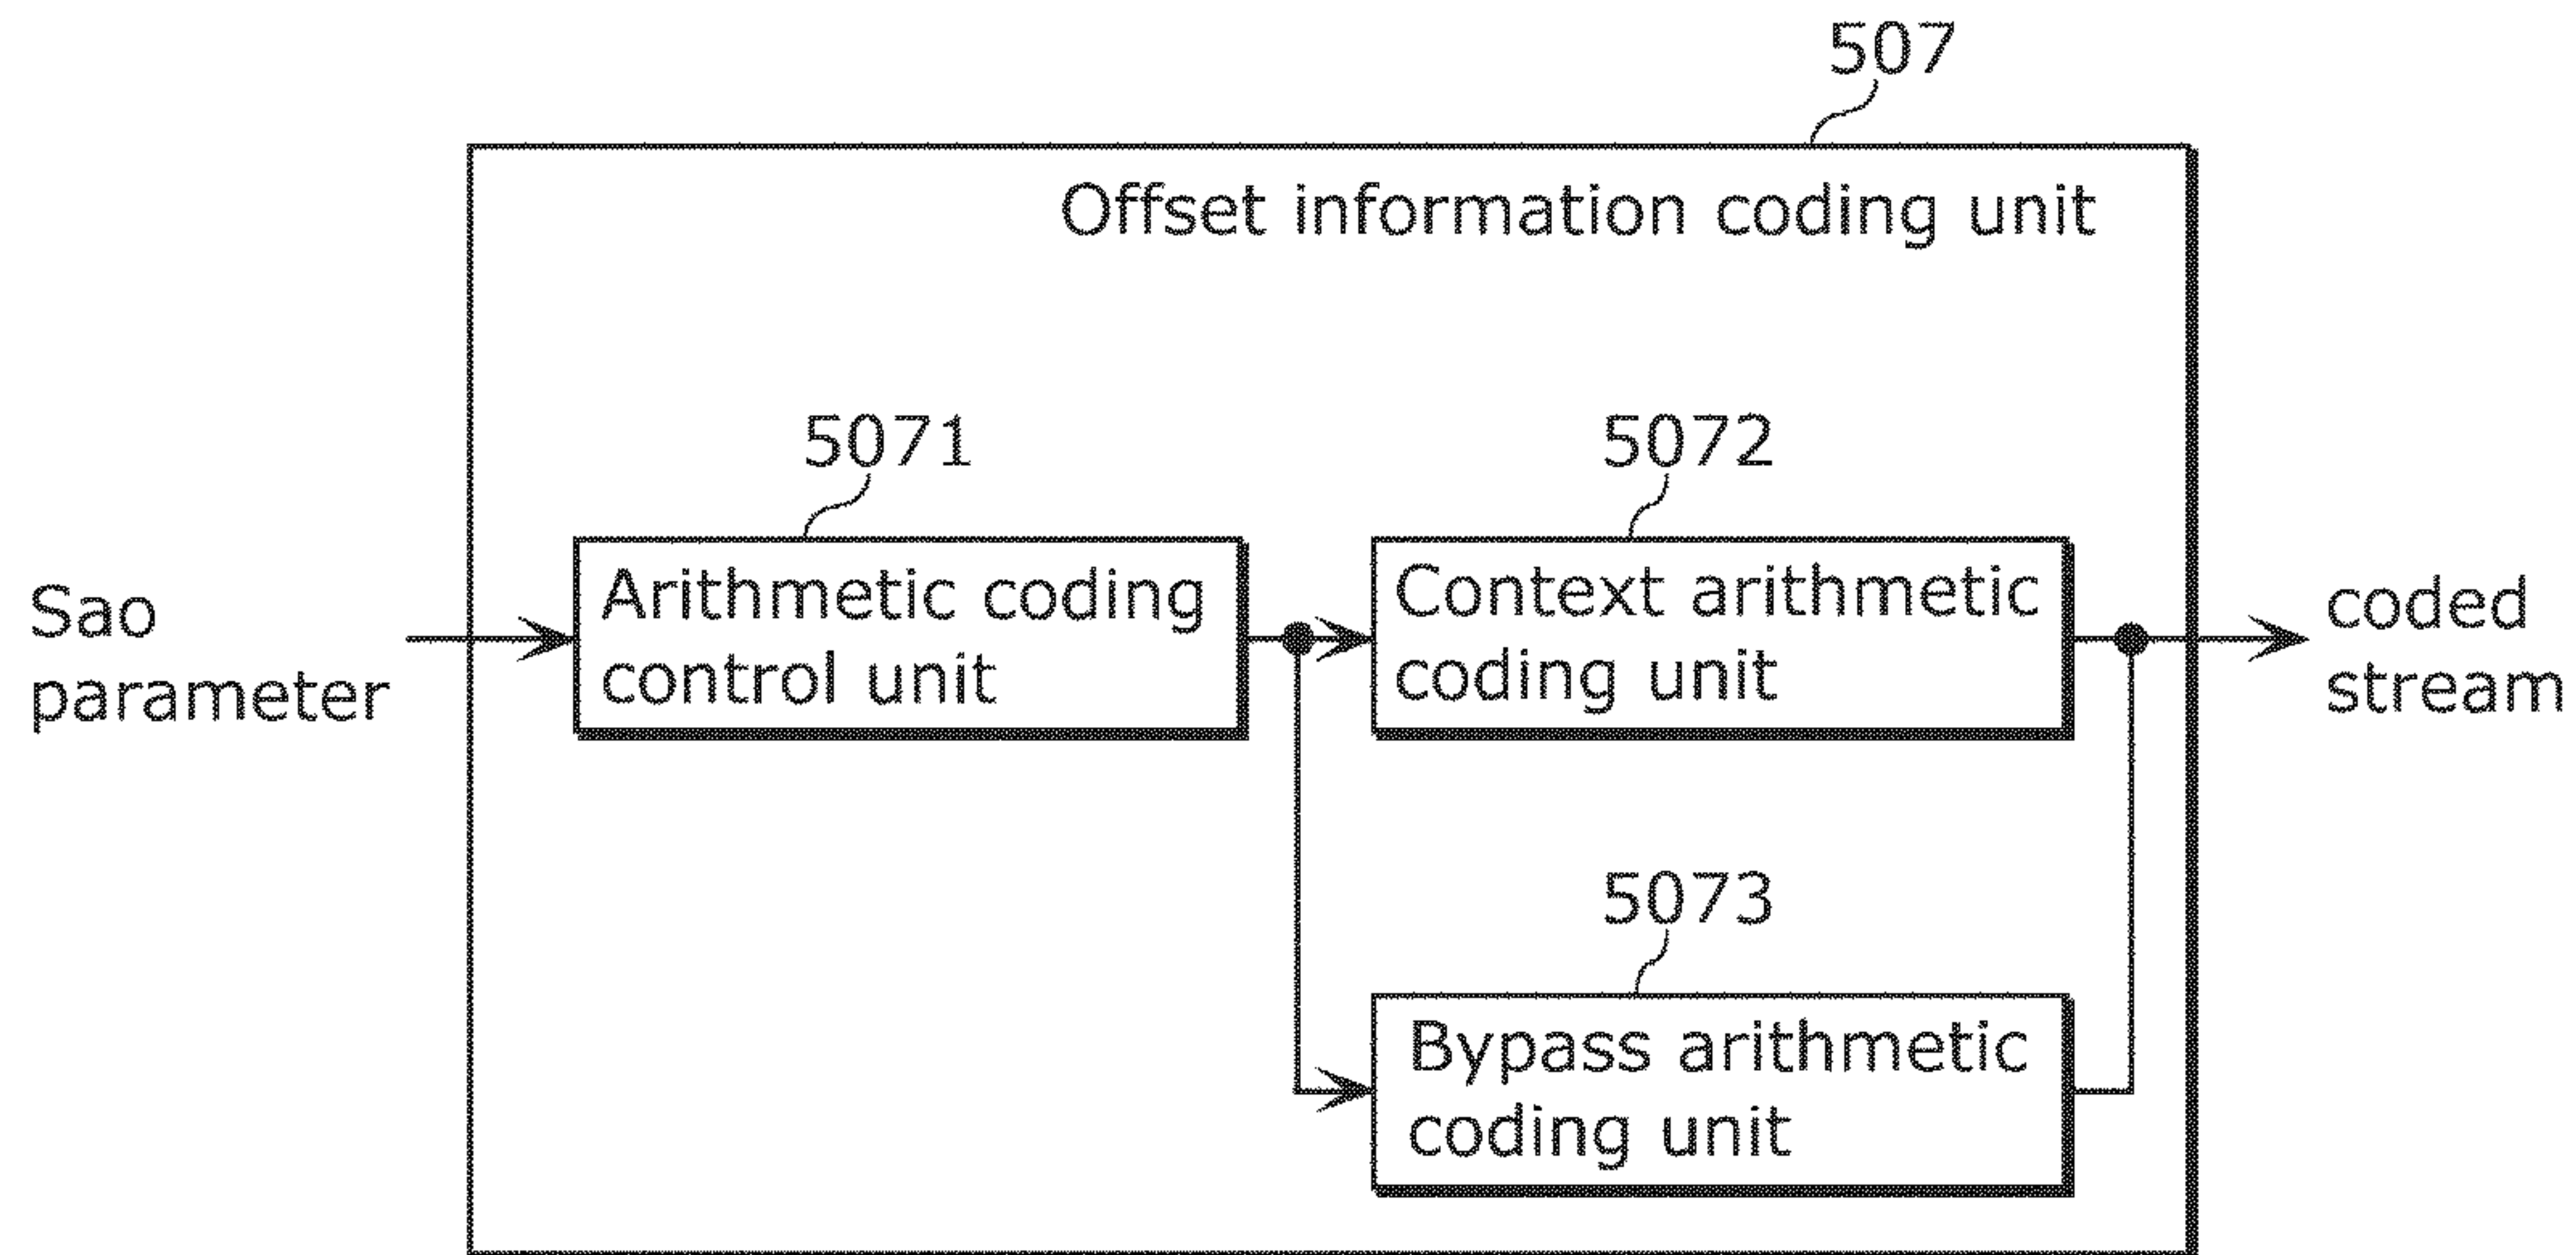 507
Offset information coding unit
5071
5072
Sao
parameter
Arithmetic coding
control unit
Context arithmetic
coding unit
coded
stream
5073
Bypass arithmetic
coding unit